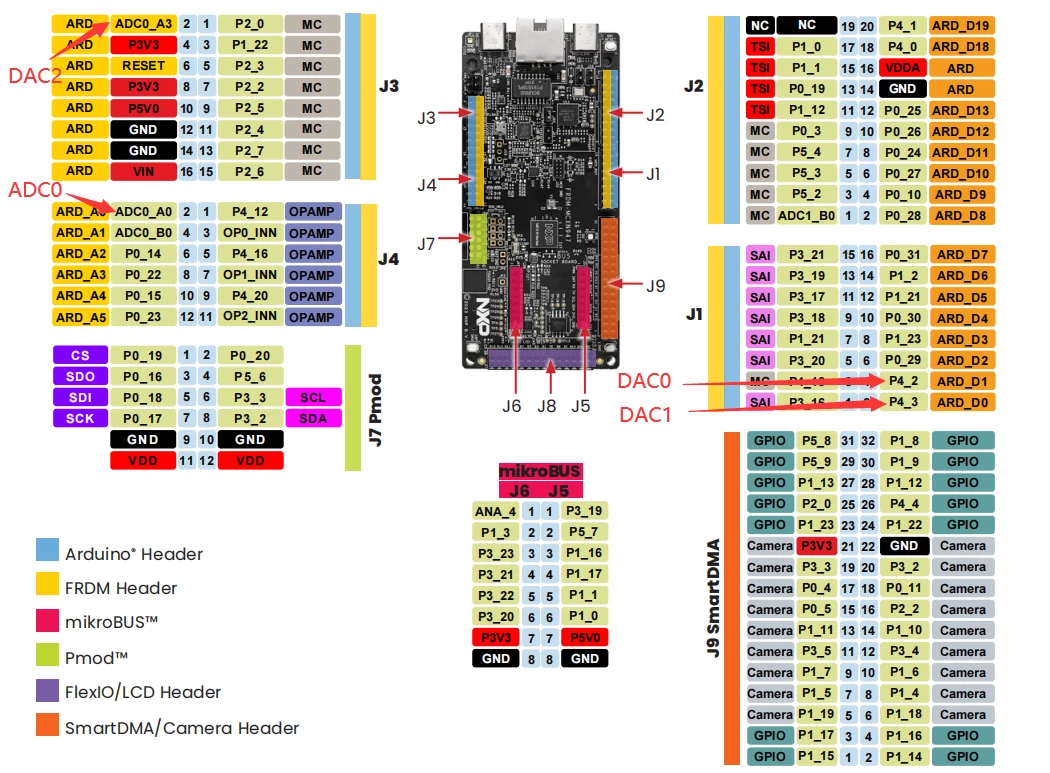 ARD ADC0_A3 2 1 P2_0 MC
ARD P3V3 4 3 P1_22 MC
ARD RESET 6 5 P2_3 MC
ARD P3V3 8 7 P2_2 MC
ARD P5V0 10 9 P2_5 MC
ARD GND 12 11 P2_4 MC
ARD GND 14 13 P2_7 MC
ARD VIN 16 15 P2_6 MC
J3
DAC2
ADC0
ARD_A0 ADC0_A0 2 1 P4_12 OPAMP
ARD_A1 ADC0_B0 4 3 OP0_INN OPAMP
ARD_A2 P0_14 6 5 P4_16 OPAMP
ARD_A3 P0_22 8 7 OP1_INN OPAMP
ARD_A4 P0_15 10 9 P4_20 OPAMP
ARD_A5 P0_23 12 11 OP2_INN OPAMP
J4
CS P0_19 1 2 P0_20
SDO P0_16 3 4 P5_6
SDI P0_18 5 6 P3_3 SCL
SCK P0_17 7 8 P3_2 SDA
GND 9 10 GND
VDD 11 12 VDD
J7 Pmod
Arduino® Header
FRDM Header
mikroBUS™
Pmod™
FlexIO/LCD Header
SmartDMA/Camera Header
J3
J4
J7
J2
J1
J9
J6 J8 J5
FRDM-MCXN947
NXP
mikroBUS
J6 J5
ANA_4 1 1 P3_19
P1_3 2 2 P5_7
P3_23 3 3 P1_16
P3_21 4 4 P1_17
P3_22 5 5 P1_1
P3_20 6 6 P1_0
P3V3 7 7 P5V0
GND 8 8 GND
J2
NC NC 19 20 P4_1 ARD_D19
TSI P1_0 17 18 P4_0 ARD_D18
TSI P1_1 15 16 VDDA ARD
TSI P0_19 13 14 GND ARD
TSI P1_12 11 12 P0_25 ARD_D13
MC P0_3 9 10 P0_26 ARD_D12
MC P5_4 7 8 P0_24 ARD_D11
MC P5_3 5 6 P0_27 ARD_D10
MC P5_2 3 4 P0_10 ARD_D9
MC ADC1_B0 1 2 P0_28 ARD_D8
J1
SAI P3_21 15 16 P0_31 ARD_D7
SAI P3_19 13 14 P1_2 ARD_D6
SAI P3_17 11 12 P1_21 ARD_D5
SAI P3_18 9 10 P0_30 ARD_D4
SAI P1_21 7 8 P1_23 ARD_D3
SAI P3_20 5 6 P0_29 ARD_D2
MC P4_2 ARD_D1
SAI P3_16 1 P4_3 ARD_D0
DAC0
DAC1
J9 SmartDMA
GPIO P5_8 31 32 P1_8 GPIO
GPIO P5_9 29 30 P1_9 GPIO
GPIO P1_13 27 28 P1_12 GPIO
GPIO P2_0 25 26 P4_4 GPIO
GPIO P1_23 23 24 P1_22 GPIO
Camera P3V3 21 22 GND Camera
Camera P3_3 19 20 P3_2 Camera
Camera P0_4 17 18 P0_11 Camera
Camera P0_5 15 16 P2_2 Camera
Camera P1_11 13 14 P1_10 Camera
Camera P3_5 11 12 P3_4 Camera
Camera P1_7 9 10 P1_6 Camera
Camera P1_5 7 8 P1_4 Camera
Camera P1_19 5 6 P1_18 Camera
GPIO P1_17 3 4 P1_16 GPIO
GPIO P1_15 1 2 P1_14 GPIO